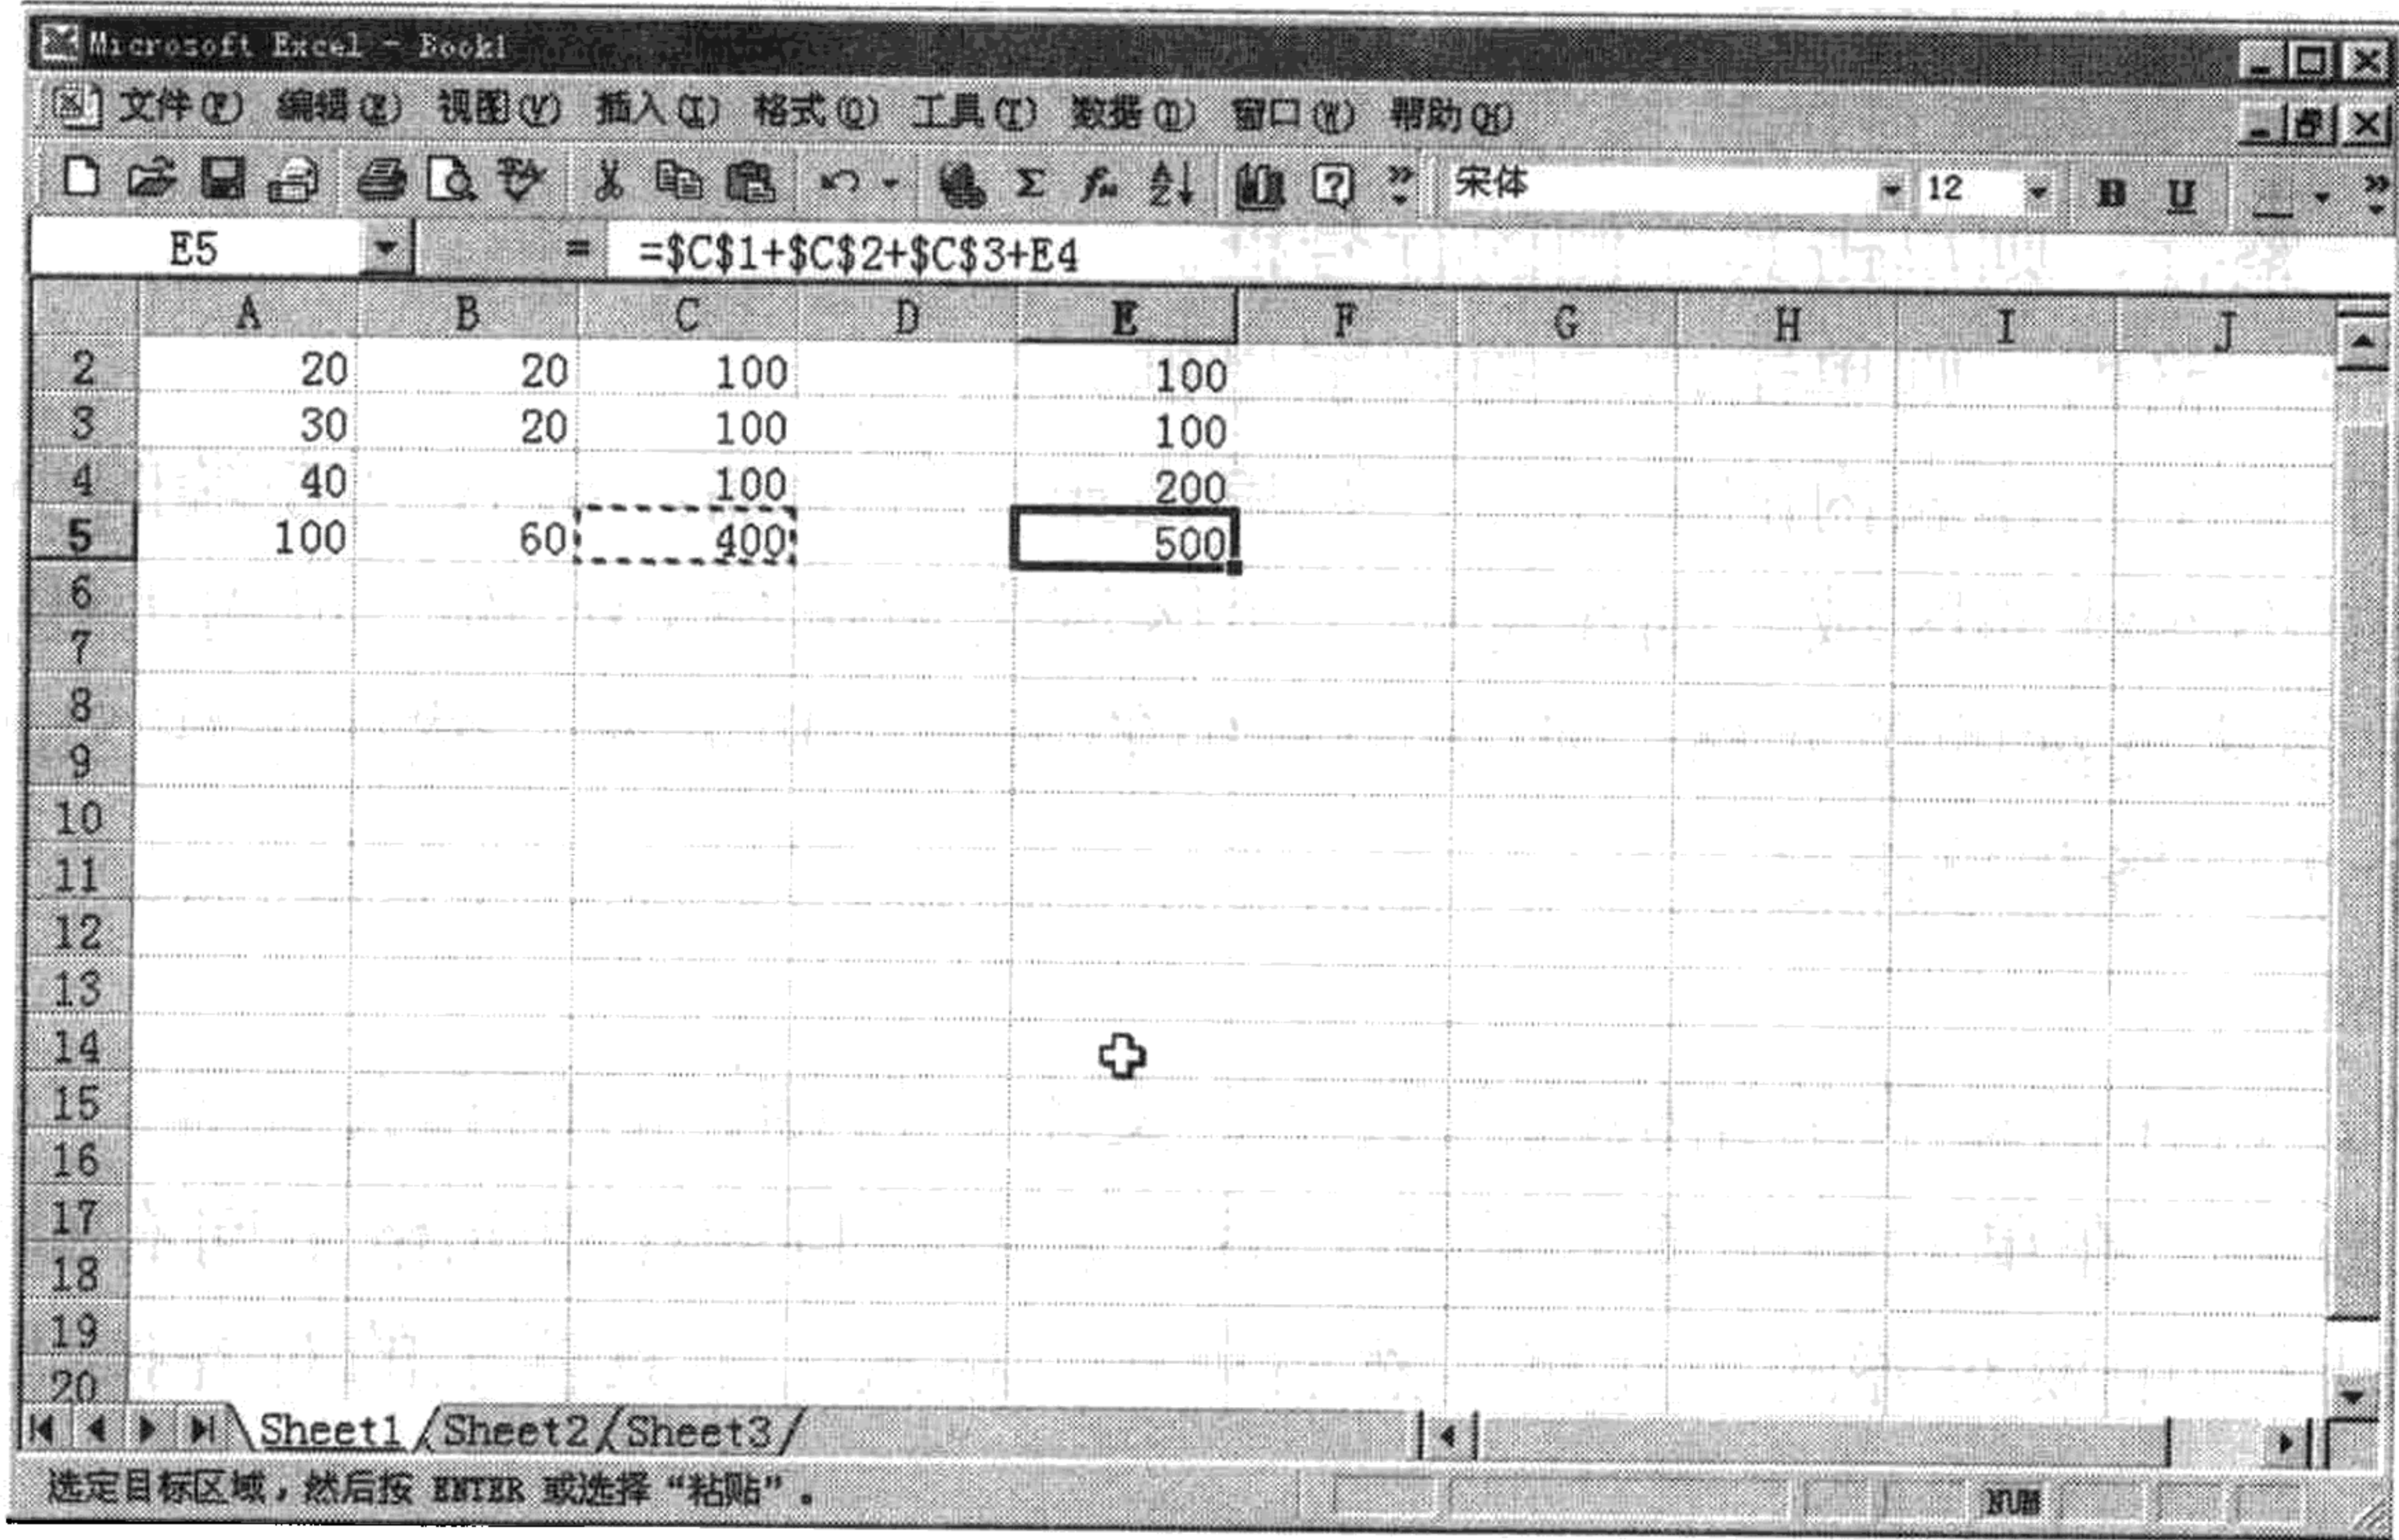 Microsoft Excel - Book1
文件(F) 编辑(E) 视图(V) 插入(I) 格式(O) 工具(T) 数据(D) 窗口(W) 帮助(H)
宋体 12 B U
E5 = =$C$1+$C$2+$C$3+E4
A B C D E F G H I J
2 20 20 100 100
3 30 20 100 100
4 40 100 200
5 100 60 400 500
6
7
8
9
10
11
12
13
14
15
16
17
18
19
20
Sheet1 Sheet2 Sheet3
选定目标区域，然后按 ENTER 或选择“粘贴”。
NUM